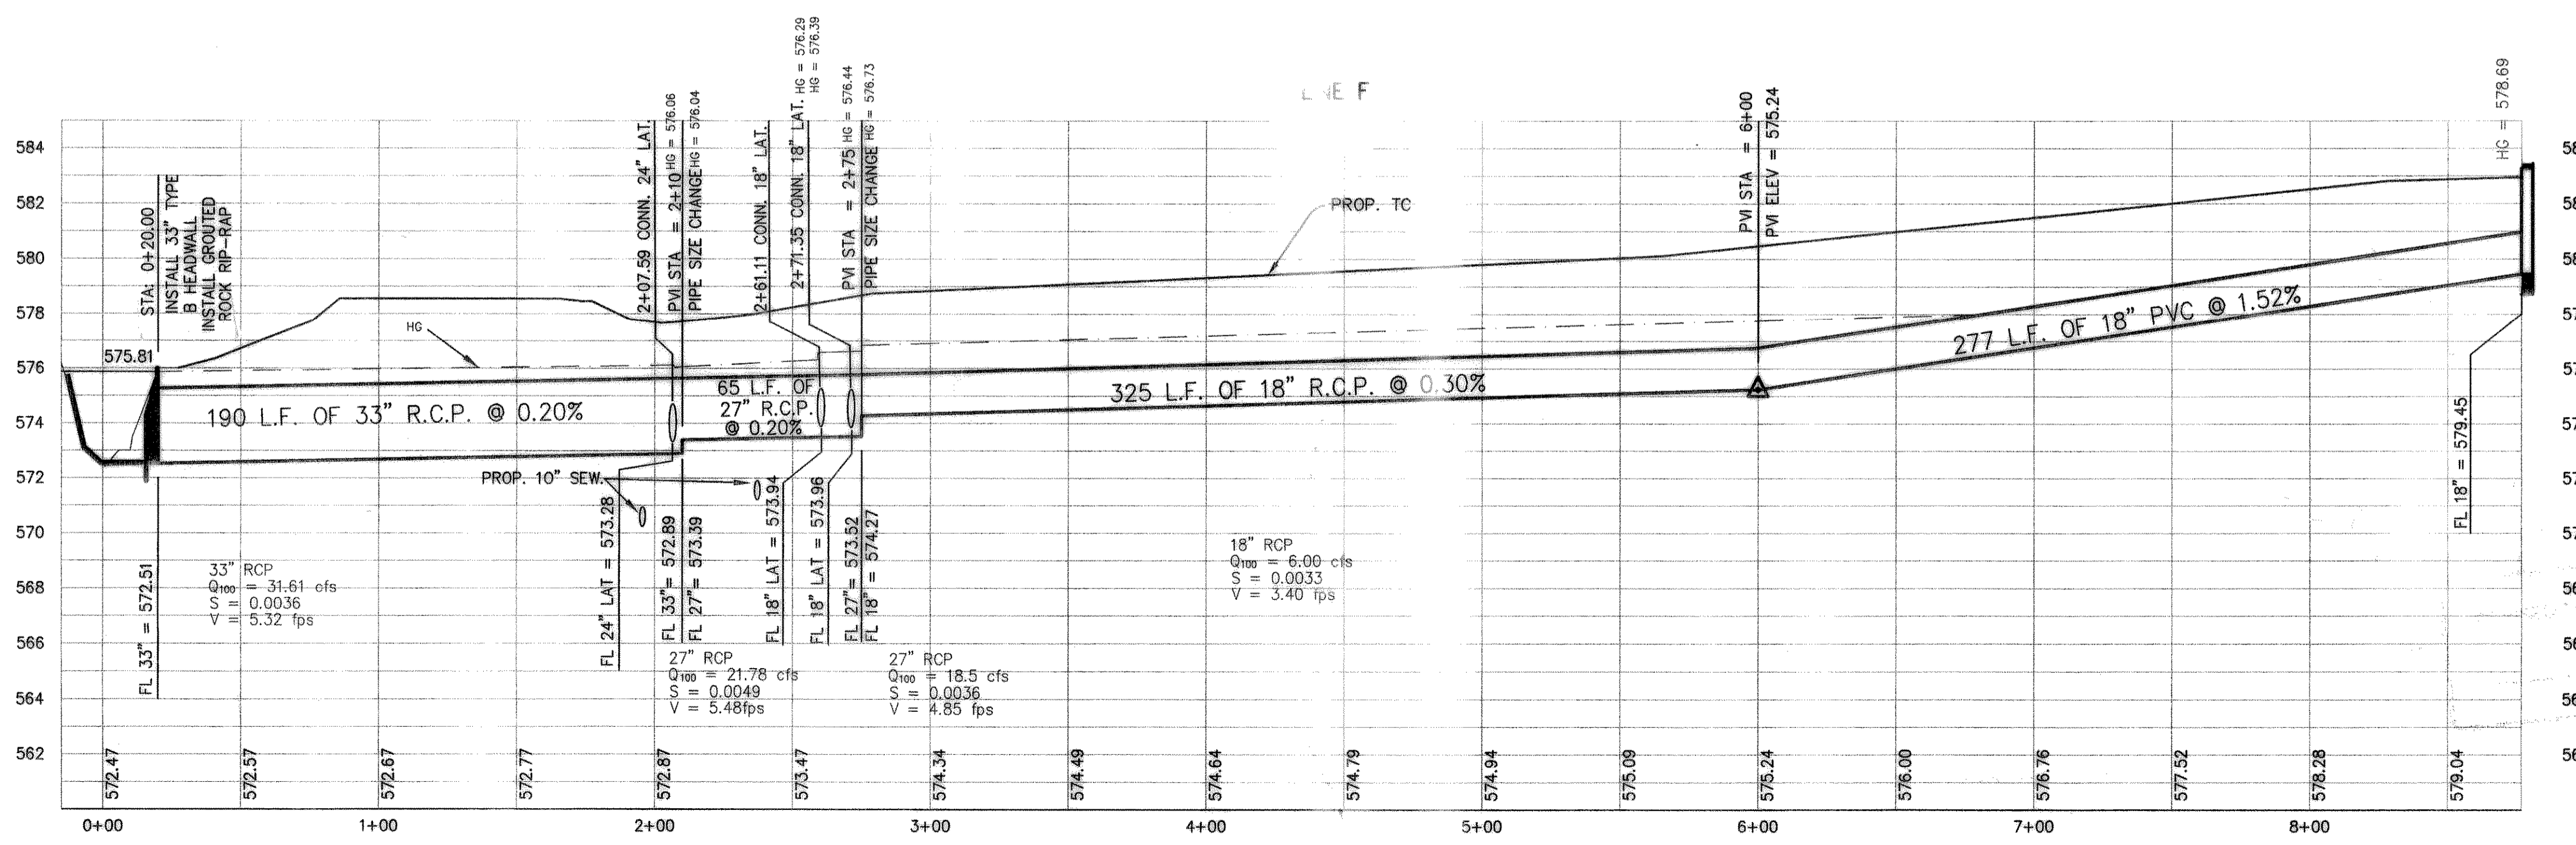 HG = 576.29
HG = 576.39
HG = 576.06
HG = 576.04
HG = 576.44
HG = 576.73
HG = 578.69
F
584
582
580
578
576
574
572
570
568
566
564
562
STA: 0+20.00
INSTALL 33" TYPE
B HEADWALL
INSTALL GROUTED
ROCK RIP-RAP
2+07.59 CONN. 24" LAT.
PVI STA = 2+10
PIPE SIZE CHANGE
2+61.11 CONN. 18" LAT.
2+71.35 CONN. 18" LAT.
PVI STA = 2+75
PIPE SIZE CHANGE
PVI STA = 6+00
PVI ELEV = 575.24
PROP. TC
HG
575.81
190 L.F. OF 33" R.C.P. @ 0.20%
65 L.F. OF
27" R.C.P.
@ 0.20%
325 L.F. OF 18" R.C.P. @ 0.30%
277 L.F. OF 18" PVC @ 1.52%
PROP. 10" SEW.
FL 33" = 572.51
FL 24" LAT = 573.28
FL 33" = 572.89
FL 27" = 573.39
FL 18" LAT = 573.94
FL 18" LAT = 573.96
FL 27" = 573.52
FL 18" = 574.27
FL 18" = 579.45
33" RCP
Q100 = 31.61 cfs
S = 0.0036
V = 5.32 fps
27" RCP
Q100 = 21.78 cfs
S = 0.0049
V = 5.48fps
27" RCP
Q100 = 18.5 cfs
S = 0.0036
V = 4.85 fps
18" RCP
Q100 = 6.00 cfs
S = 0.0033
V = 3.40 fps
572.47
572.57
572.67
572.77
572.87
573.47
574.34
574.49
574.64
574.79
574.94
575.09
575.24
576.00
576.76
577.52
578.28
579.04
0+00
1+00
2+00
3+00
4+00
5+00
6+00
7+00
8+00